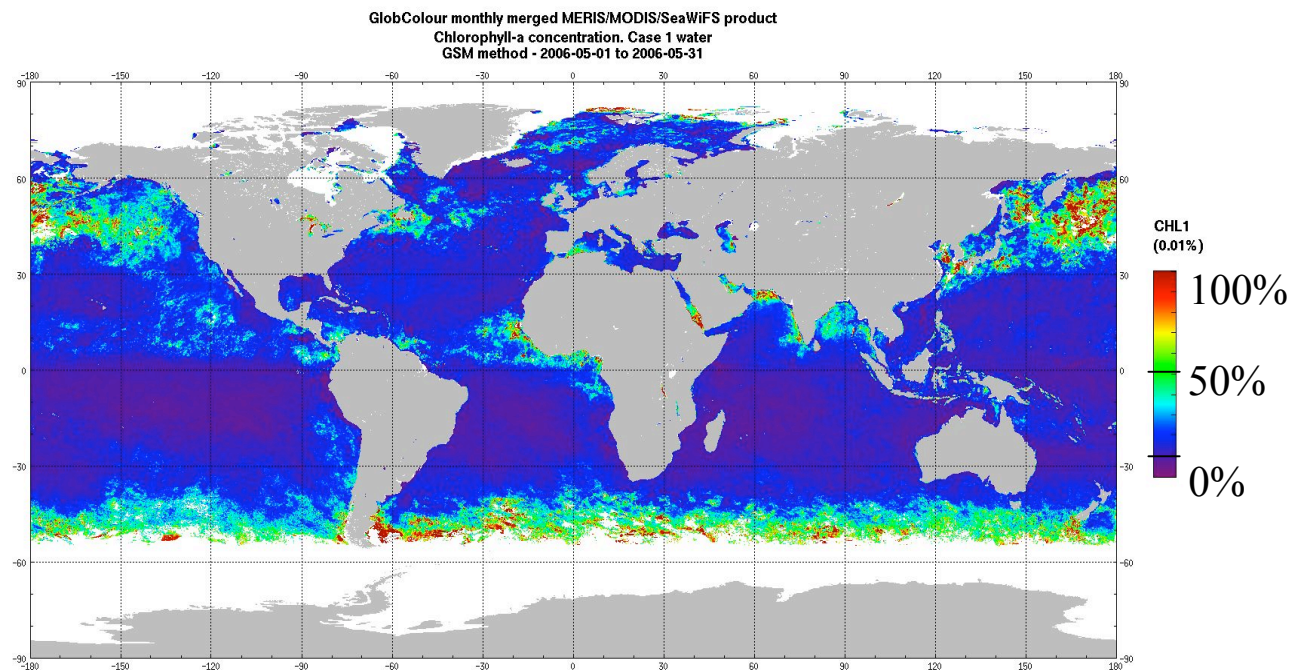 GlobColour monthly merged MERIS/MODIS/SeaWiFS product
Chlorophyll-a concentration. Case 1 water
GSM method - 2006-05-01 to 2006-05-31
-180 -150 -120 -90 -60 -30 0 30 60 90 120 150 180
90 90
60 60
30 30
0 0
-30 -30
-60 -60
-90 -90
-180 -150 -120 -90 -60 -30 0 30 60 90 120 150 180
CHL1
(0.01%)
100%
50%
0%